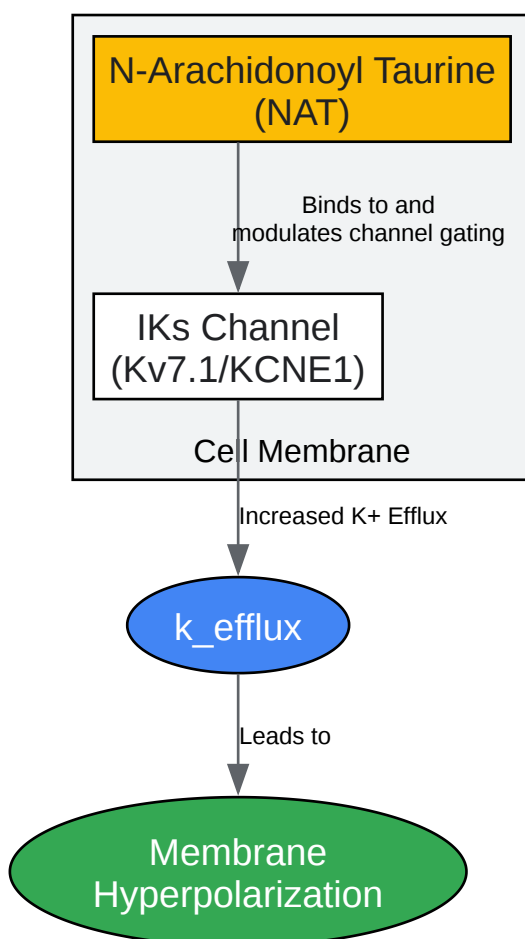 N-Arachidonoyl Taurine
(NAT)
Binds to and
modulates channel gating
IKs Channel
(Kv7.1/KCNE1)
Cell Membrane
Increased K+ Efflux
k_efflux
Leads to
Membrane
Hyperpolarization